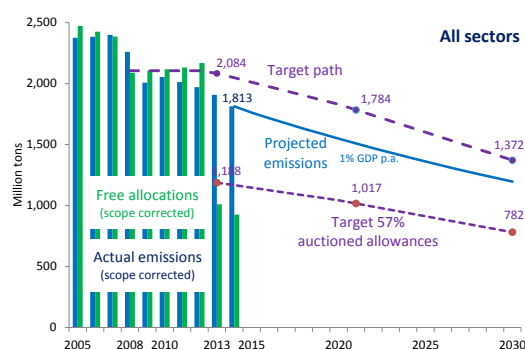 All sectors
2,500
2,000
1,500
1,000
500
0
Million tons
2,084
Target path
1,784
1,813
1,372
Projected
emissions 1% GDP p.a.
1,188
1,017
782
Target 57%
auctioned allowances
Free allocations
(scope corrected)
Actual emissions
(scope corrected)
2005 2008 2010 2013 2015 2020 2025 2030